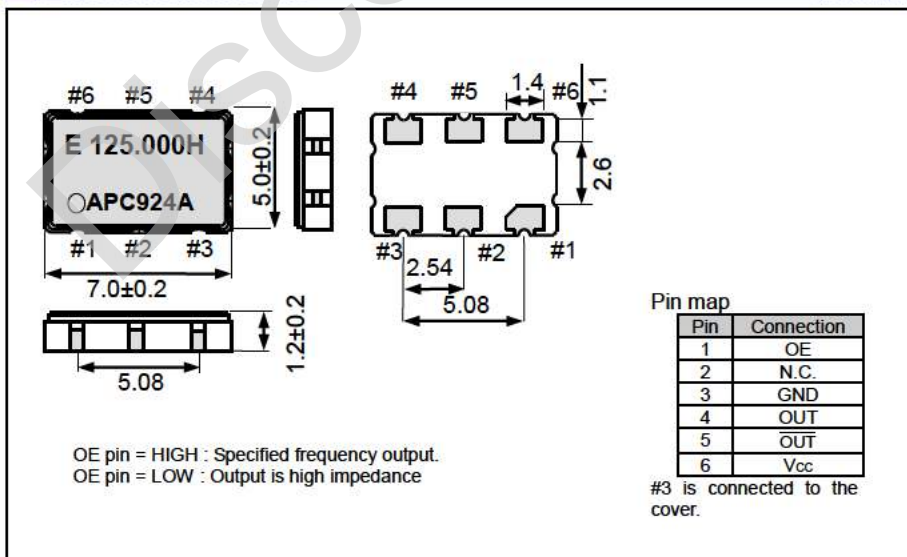 Disco
#6 #5 #4
E 125.000H
○APC924A
#1 #2 #3
7.0±0.2
5.0±0.2
#4 #5 #6
1.4
1.1
2.6
#3 #2 #1
2.54
5.08
1.2±0.2
5.08
OE pin = HIGH : Specified frequency output.
OE pin = LOW : Output is high impedance
Pin map
Pin Connection
1 OE
2 N.C.
3 GND
4 OUT
5 O̅U̅T̅
6 Vcc
#3 is connected to the
cover.